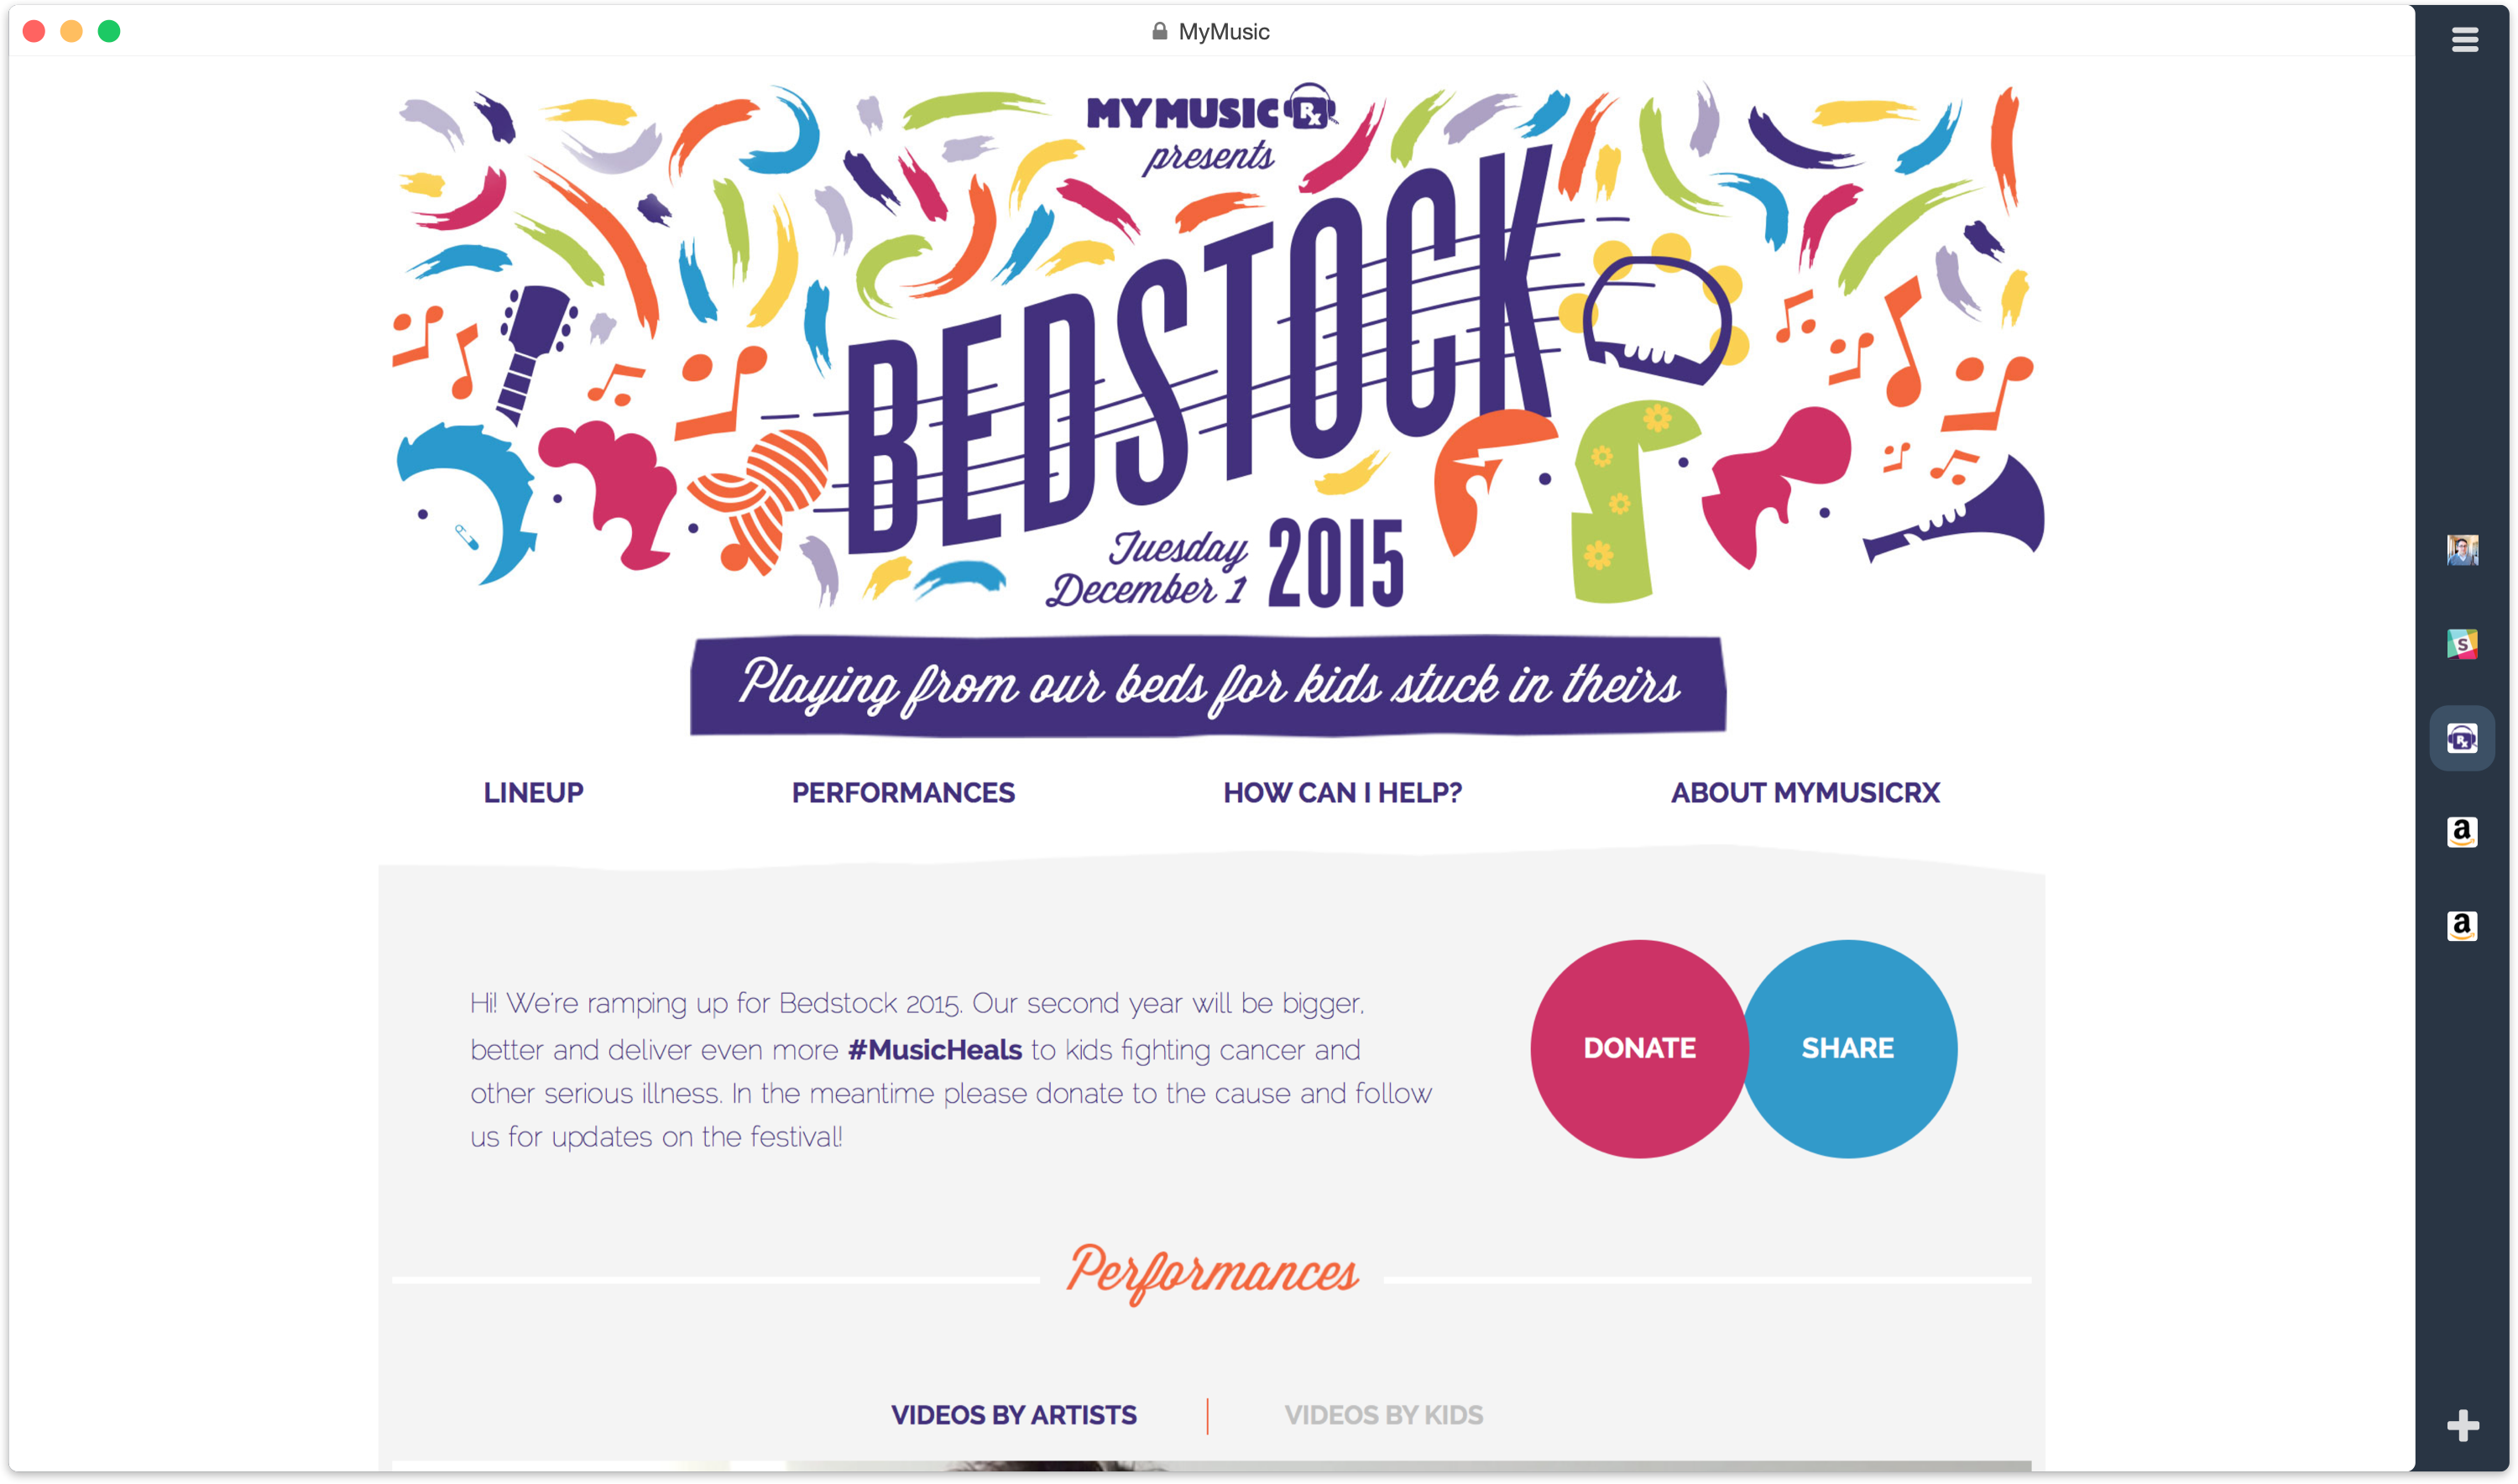 MyMusic
MYMUSIC Rx
presents
BEDSTOCK
Tuesday
December 1 2015
Playing from our beds for kids stuck in theirs
LINEUP PERFORMANCES HOW CAN I HELP? ABOUT MYMUSICRX
Hi! We're ramping up for Bedstock 2015. Our second year will be bigger,
better and deliver even more #MusicHeals to kids fighting cancer and
other serious illness. In the meantime please donate to the cause and follow
us for updates on the festival!
DONATE SHARE
Performances
VIDEOS BY ARTISTS | VIDEOS BY KIDS
S
Rx
a
a